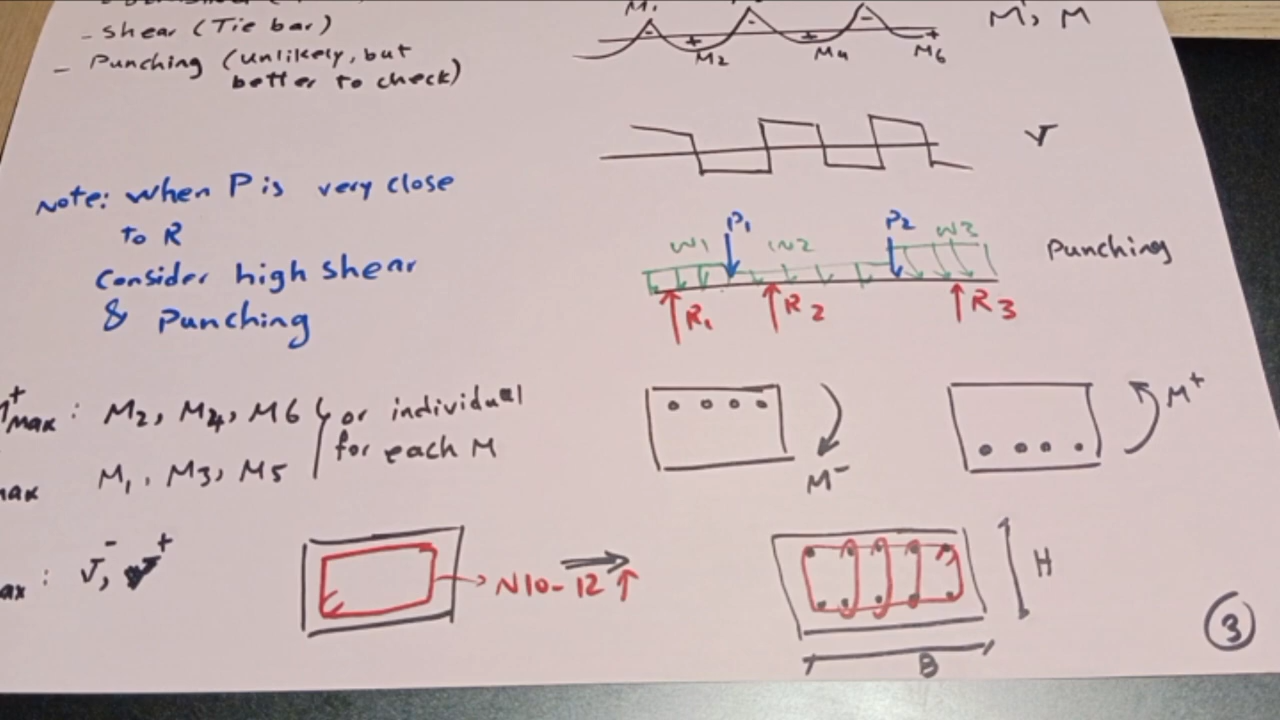 - shear (Tie bar)
- Punching (unlikely, but
better to check)
M1
M2
M4
M6
M, M
V
Note: when P is very close
to R
Consider high shear
& Punching
P1
P2
W1
W2
W3
R1
R2
R3
Punching
max : M2, M4, M6 } or individual
for each M
max M1, M3, M5
M-
M+
ax : V-, V+
N10-12 ↑
H
B
3